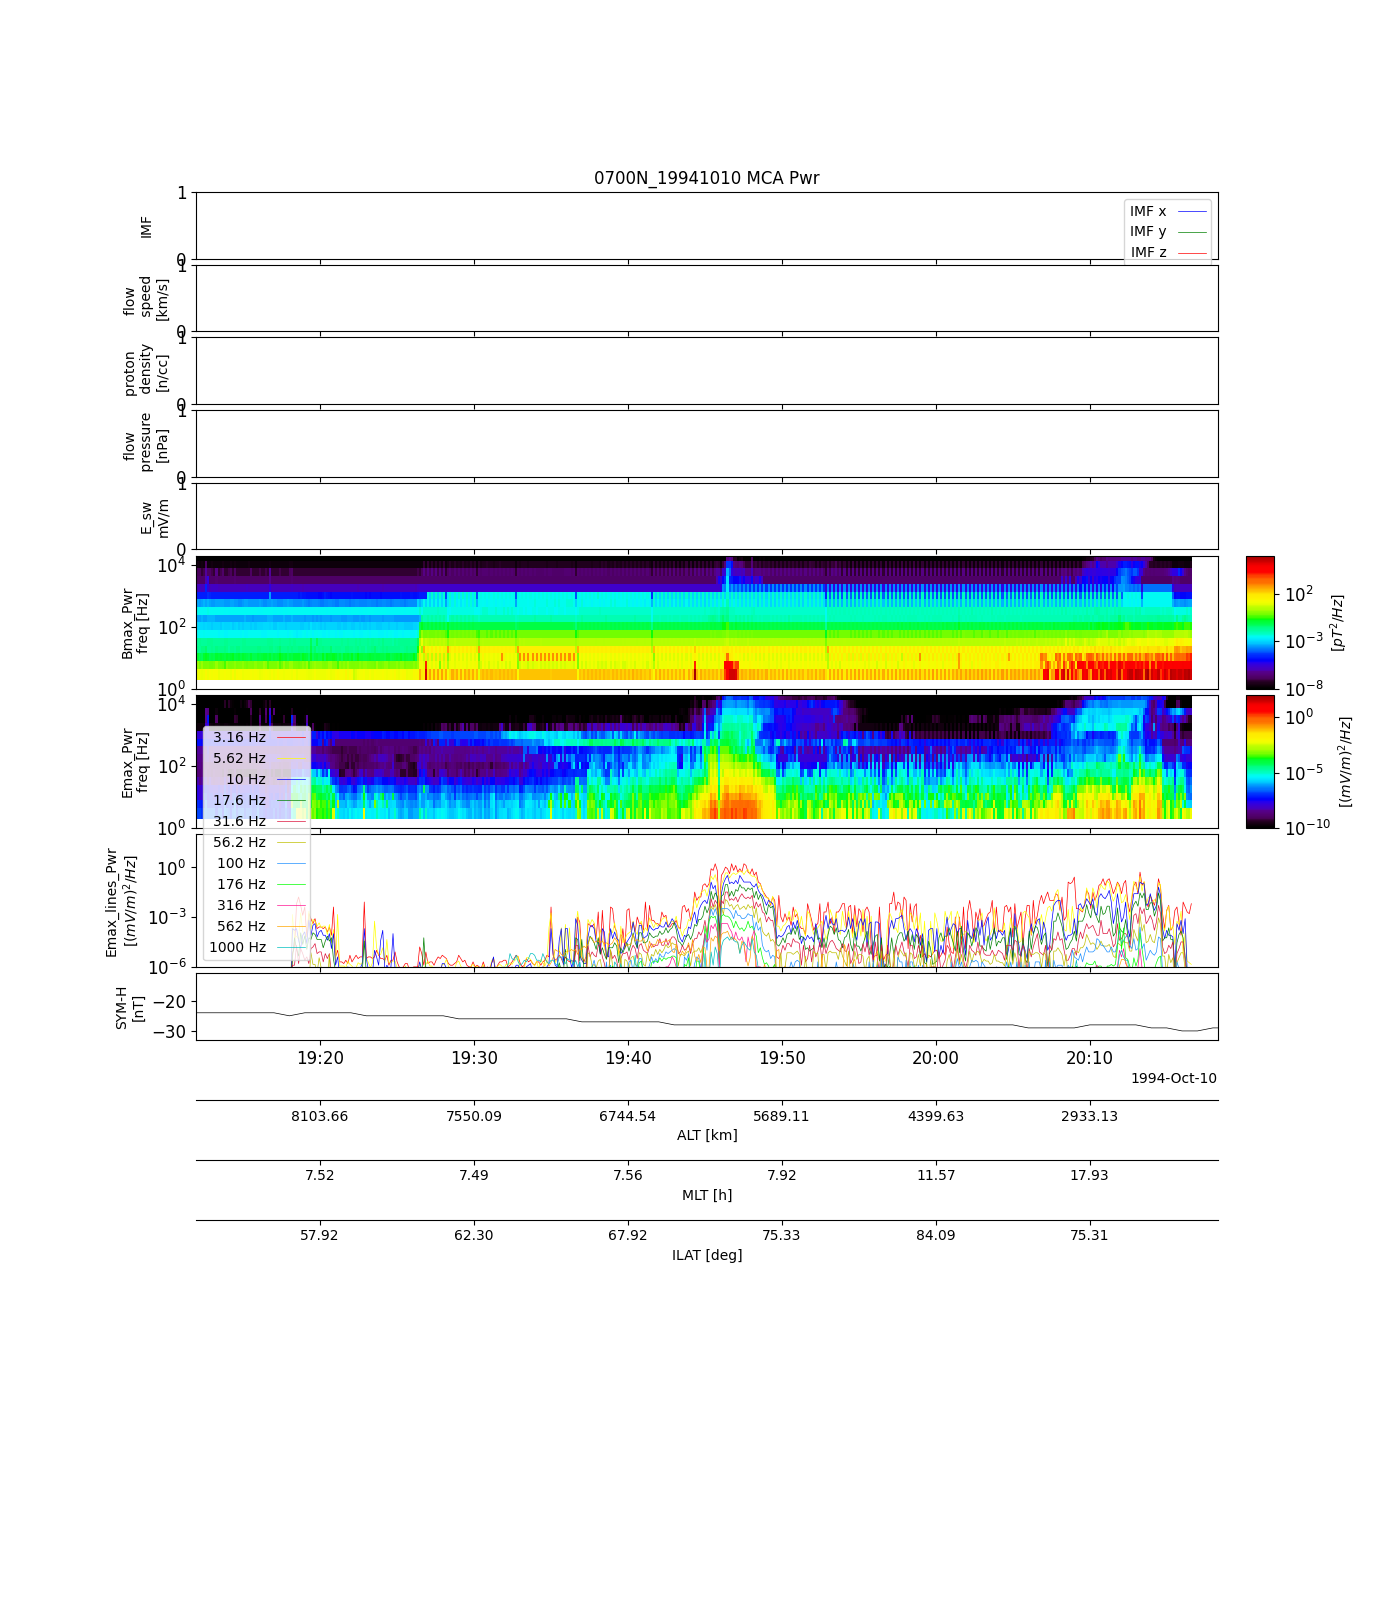 0700N_19941010 MCA Pwr
1
0
IMF
IMF x
IMF y
IMF z
1
0
flow
speed
[km/s]
1
0
proton
density
[n/cc]
1
0
flow
pressure
[nPa]
1
0
E_sw
mV/m
10^4
10^2
10^0
Bmax_Pwr
freq [Hz]
10^2
10^-3
10^-8
[pT^2/Hz]
10^4
10^2
10^0
Emax_Pwr
freq [Hz]
10^0
10^-5
10^-10
[(mV/m)^2/Hz]
3.16 Hz
5.62 Hz
10 Hz
17.6 Hz
31.6 Hz
56.2 Hz
100 Hz
176 Hz
316 Hz
562 Hz
1000 Hz
10^0
10^-3
10^-6
Emax_lines_Pwr
[(mV/m)^2/Hz]
−20
−30
SYM-H
[nT]
19:20 19:30 19:40 19:50 20:00 20:10
1994-Oct-10
8103.66 7550.09 6744.54 5689.11 4399.63 2933.13
ALT [km]
7.52 7.49 7.56 7.92 11.57 17.93
MLT [h]
57.92 62.30 67.92 75.33 84.09 75.31
ILAT [deg]